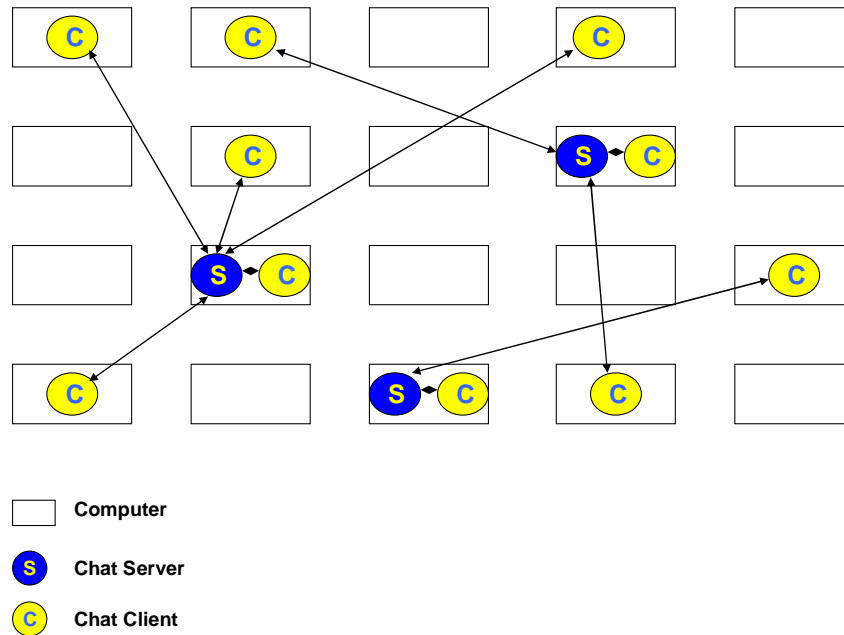 C C C
C S C
S C C
C S C C
Computer
S Chat Server
C Chat Client